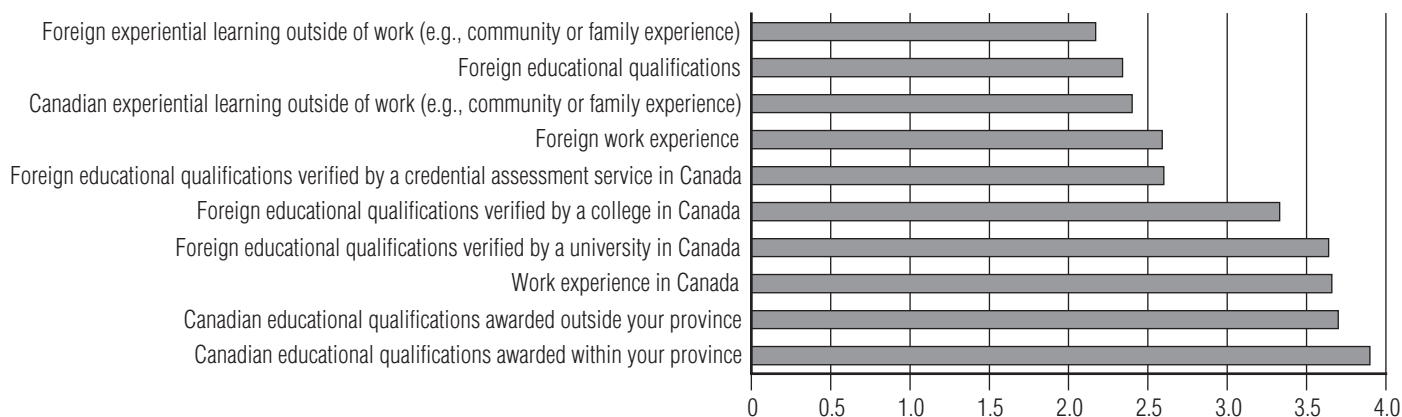 Foreign experiential learning outside of work (e.g., community or family experience)
Foreign educational qualifications
Canadian experiential learning outside of work (e.g., community or family experience)
Foreign work experience
Foreign educational qualifications verified by a credential assessment service in Canada
Foreign educational qualifications verified by a college in Canada
Foreign educational qualifications verified by a university in Canada
Work experience in Canada
Canadian educational qualifications awarded outside your province
Canadian educational qualifications awarded within your province
0 0.5 1.0 1.5 2.0 2.5 3.0 3.5 4.0